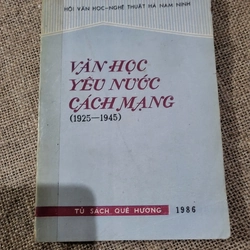 HỘI VĂN HỌC–NGHỆ THUẬT HÀ NAM NINH
VĂN HỌC
YÊU NƯỚC
CÁCH MẠNG
(1925—1945)
TỦ SÁCH QUÊ HƯƠNG
1986